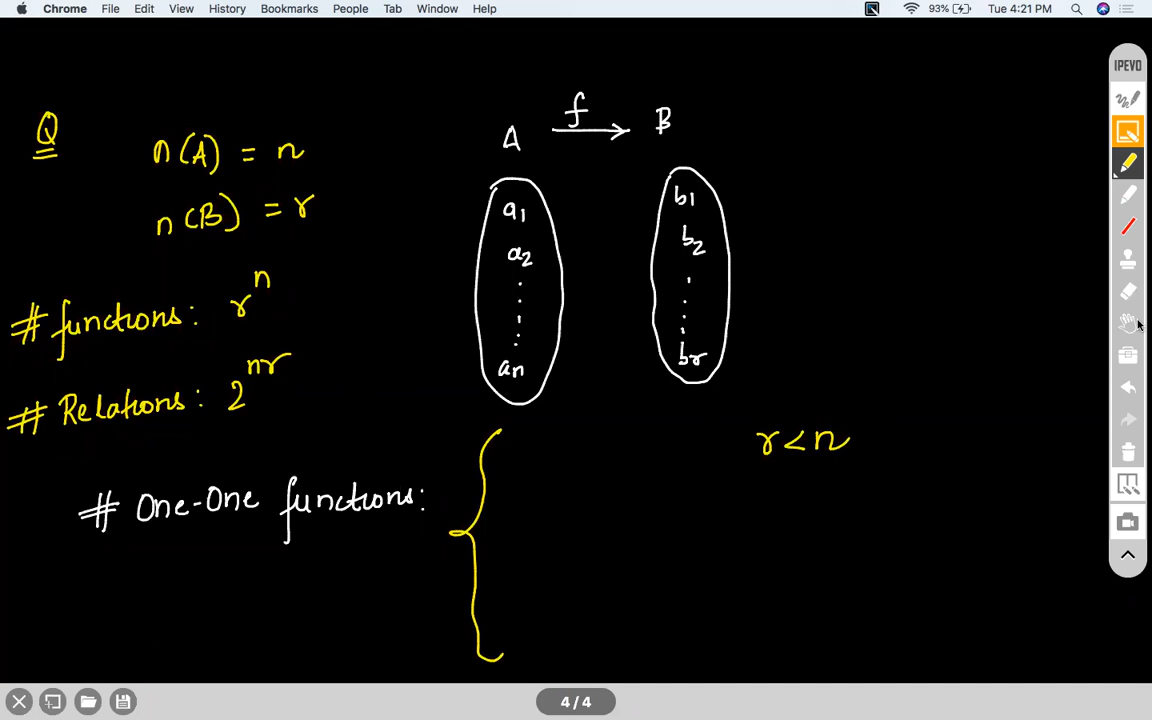 Chrome File Edit View History Bookmarks People Tab Window Help 93% Tue 4:21 PM
IPEVO
Q
n(A) = n
n(B) = r
A f B
a1 b1
a2 b2
an br
# functions: r^n
# Relations: 2^nr
r < n
# One-One functions:
4 / 4